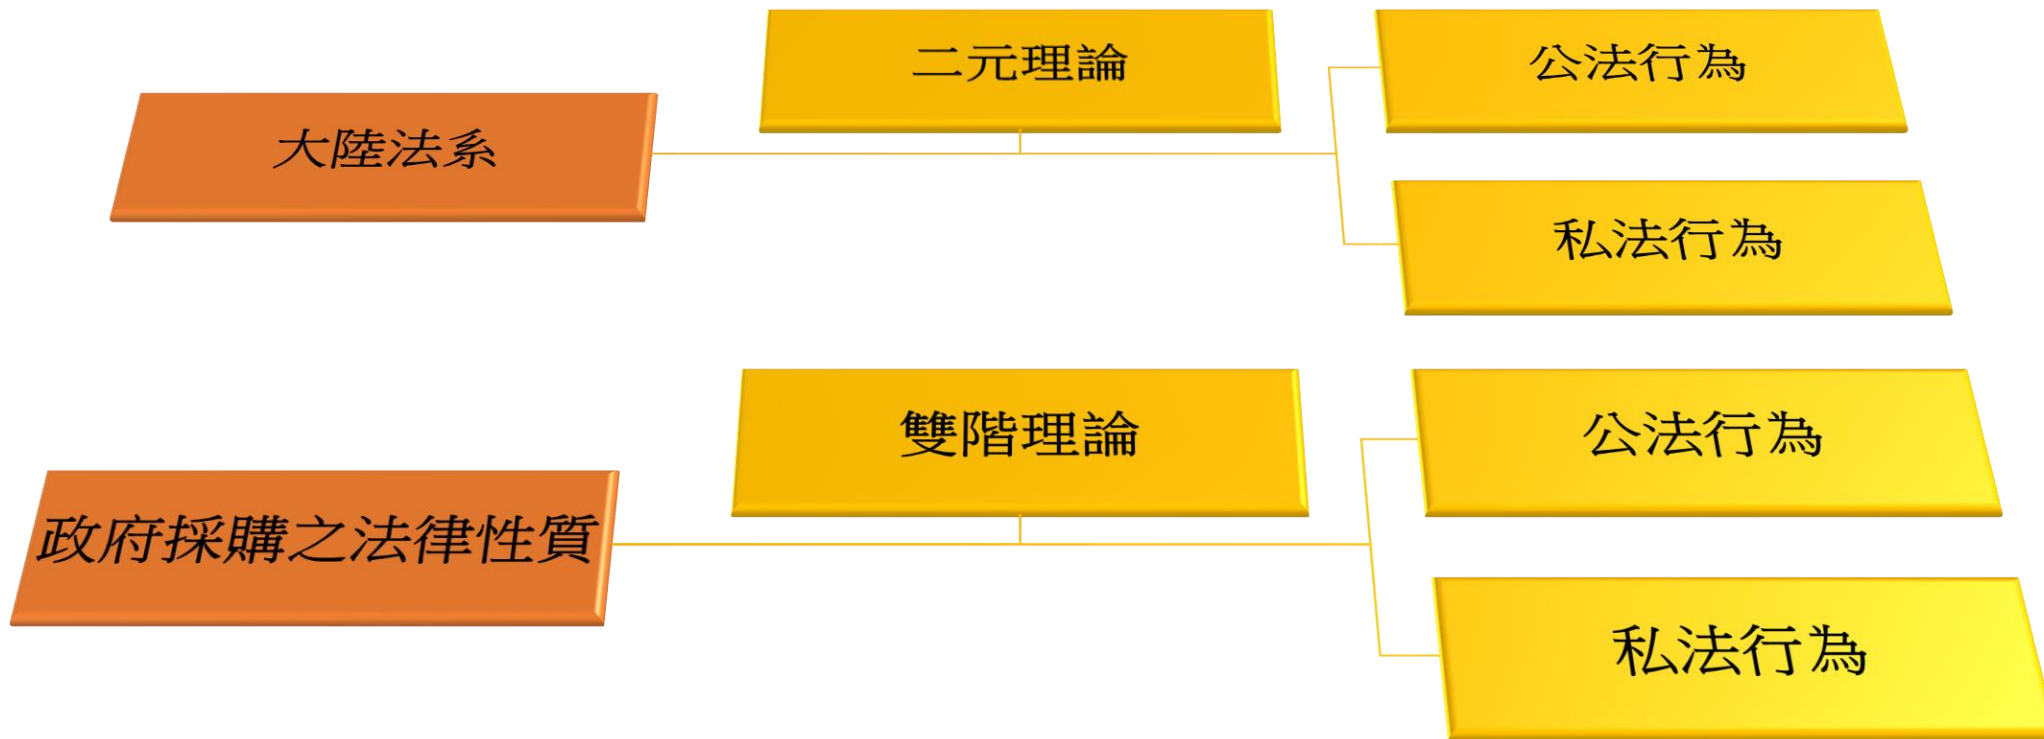 大陸法系
二元理論
公法行為
私法行為
政府採購之法律性質
雙階理論
公法行為
私法行為